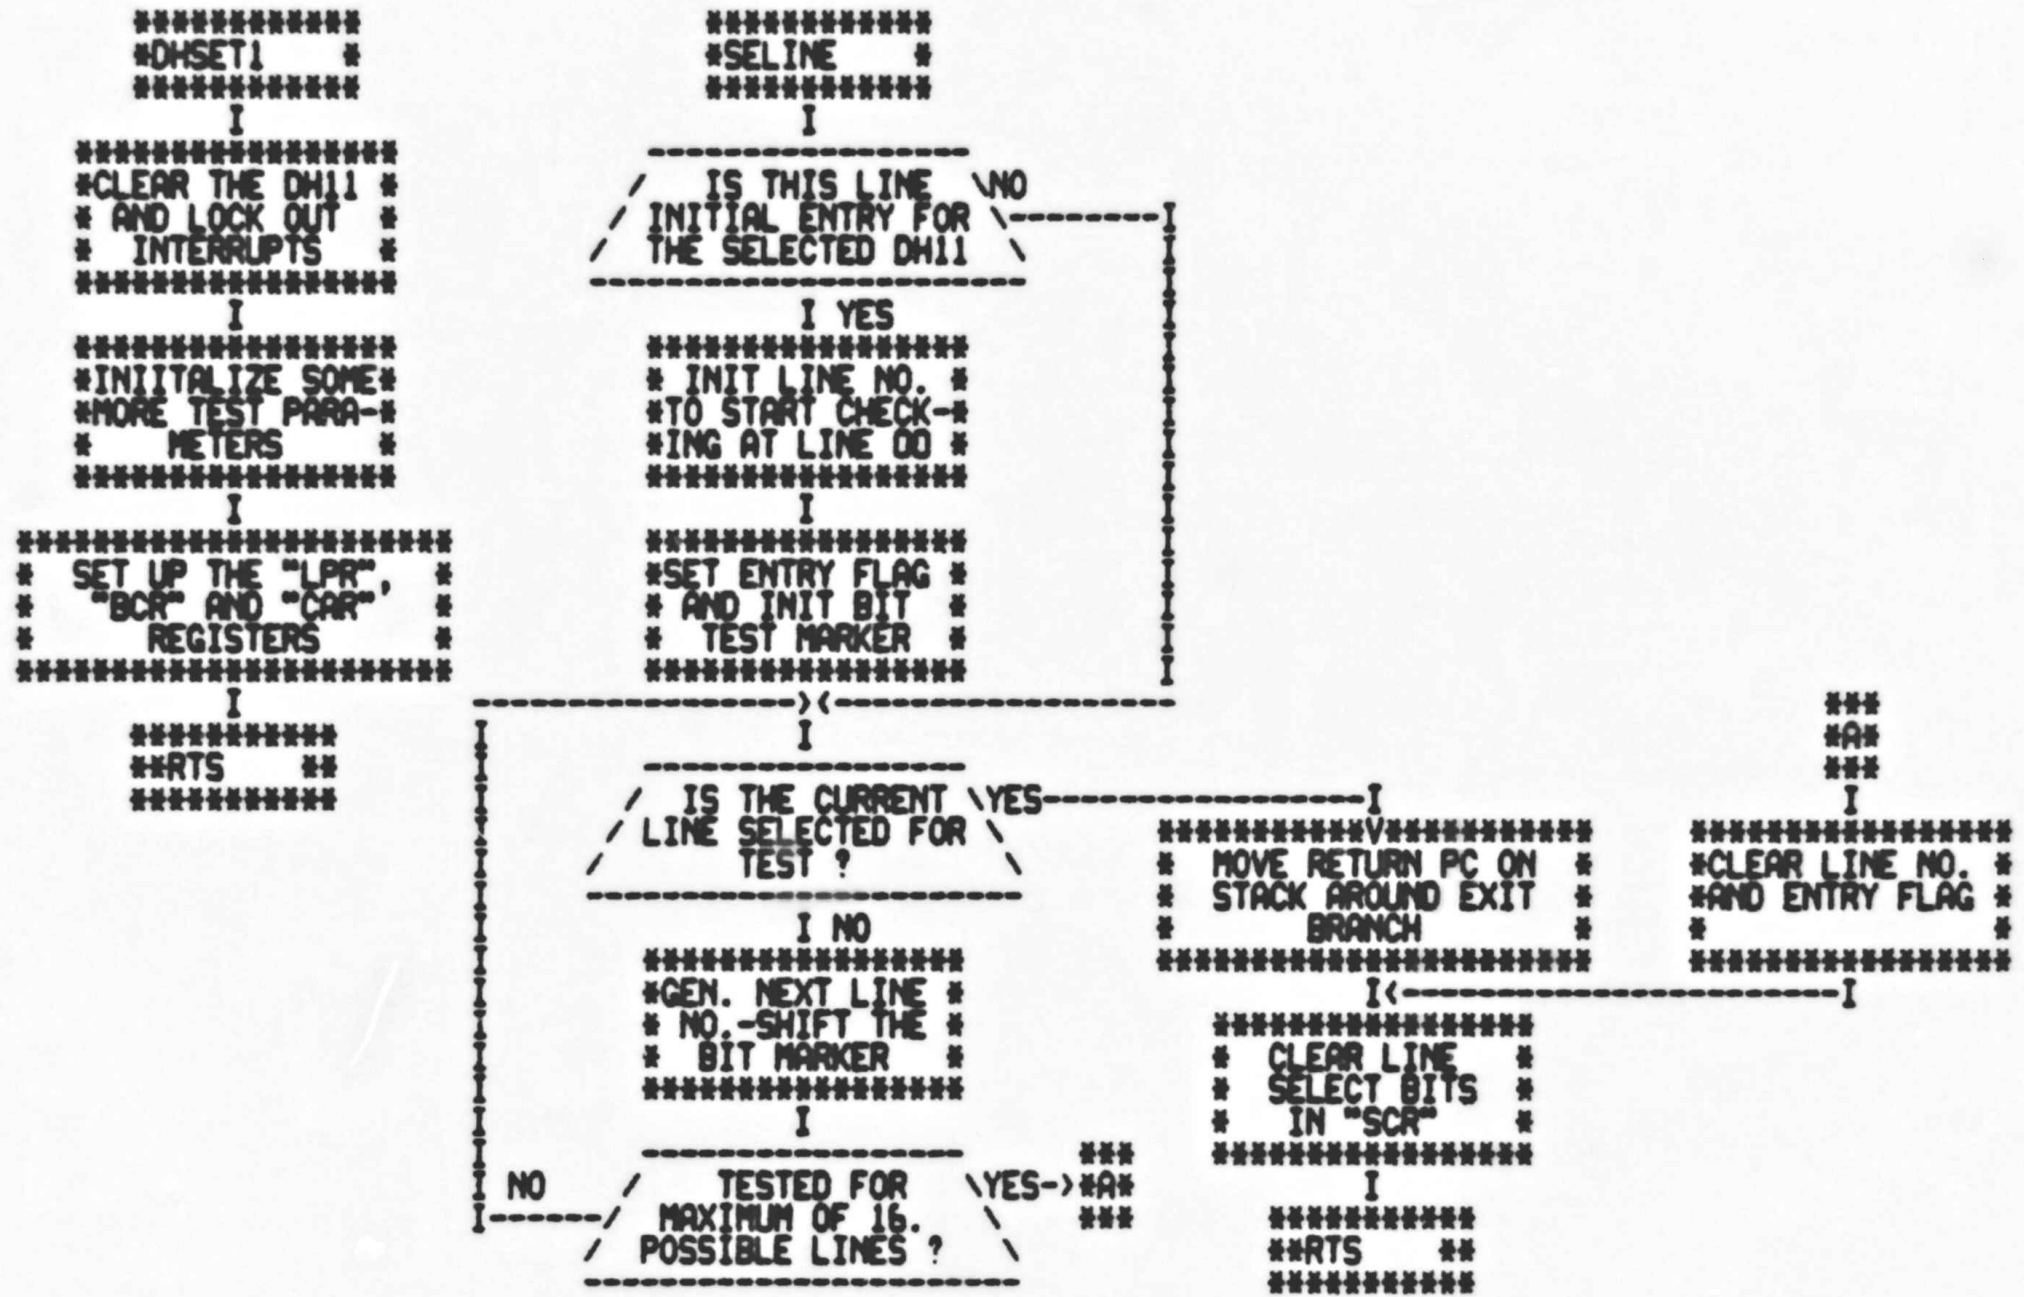 DHSET1
CLEAR THE DH11
AND LOCK OUT
INTERRUPTS
INIITALIZE SOME
MORE TEST PARA-
METERS
SET UP THE "LPR",
"BCR" AND "CAR"
REGISTERS
RTS
SELINE
IS THIS LINE
INITIAL ENTRY FOR
THE SELECTED DH11
NO
YES
INIT LINE NO.
TO START CHECK-
ING AT LINE 00
SET ENTRY FLAG
AND INIT BIT
TEST MARKER
IS THE CURRENT
LINE SELECTED FOR
TEST ?
YES
NO
GEN. NEXT LINE
NO.-SHIFT THE
BIT MARKER
TESTED FOR
MAXIMUM OF 16.
POSSIBLE LINES ?
NO
YES->
A
MOVE RETURN PC ON
STACK AROUND EXIT
BRANCH
A
CLEAR LINE NO.
AND ENTRY FLAG
CLEAR LINE
SELECT BITS
IN "SCR"
RTS